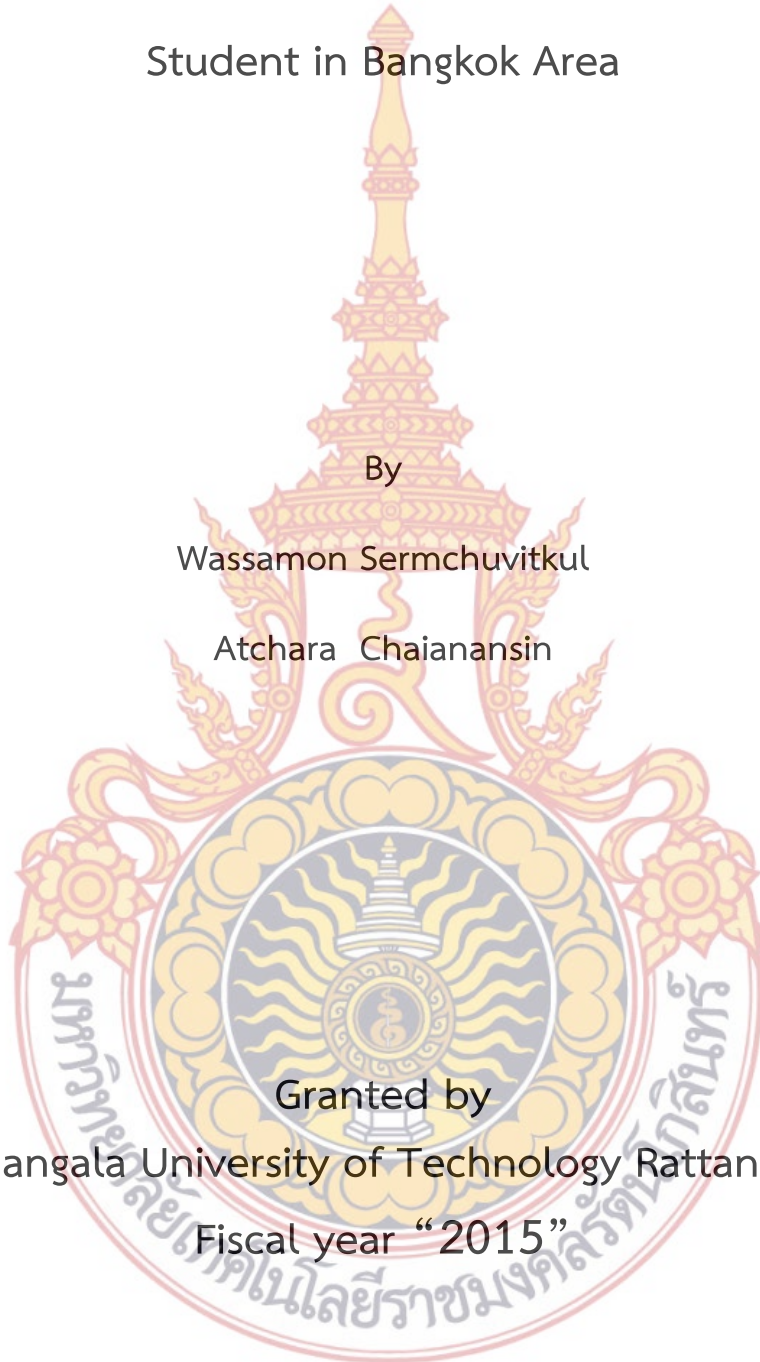 Student in Bangkok Area
By
Wassamon Sermchuvitkul
Atchara Chaianansin
Granted by
angala University of Technology Rattan
Fiscal year “2015”
มหาวิทยาลัยเทคโนโลยีราชมงคลรัตนโกสินทร์